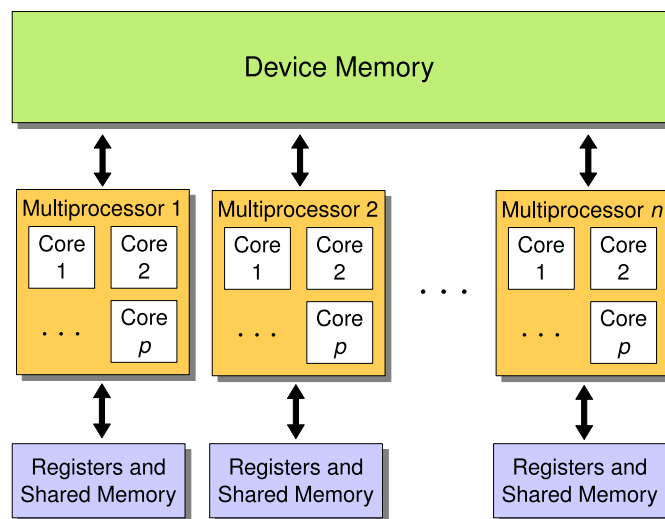 Device Memory
Multiprocessor 1
Core 1
Core 2
. . .
Core p
Multiprocessor 2
Core 1
Core 2
. . .
Core p
. . .
Multiprocessor n
Core 1
Core 2
. . .
Core p
Registers and
Shared Memory
Registers and
Shared Memory
Registers and
Shared Memory